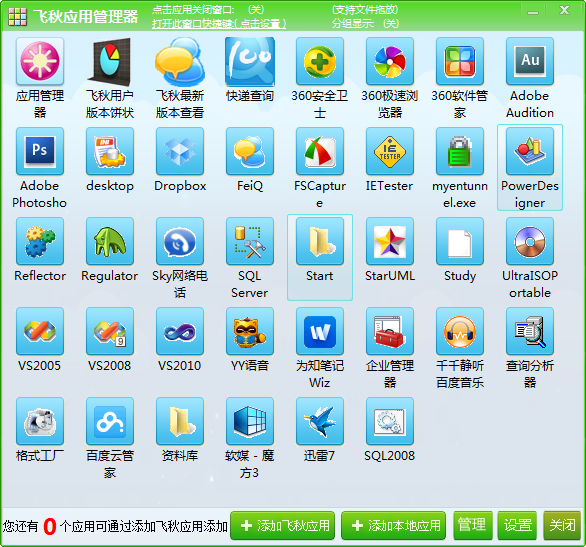 飞秋应用管理器
点击应用关闭窗口: (关)
(支持文件拖放)
打开此窗口快捷键:( 点击设置 )
分组显示: (关)
应用管理
器
飞秋用户
版本饼状
飞秋最新
版本查看
快递查询
360安全卫
士
360极速浏
览器
360软件管
家
Adobe
Audition
Adobe
Photosho
desktop
Dropbox
FeiQ
FSCaptur
e
IETester
myentunn
el.exe
PowerDes
igner
Reflector
Regulator
Sky网络电
话
SQL
Server
Start
StarUML
Study
UltraISOP
ortable
VS2005
VS2008
VS2010
YY语音
为知笔记
Wiz
企业管理
器
千千静听
百度音乐
查询分析
器
格式工厂
百度云管
家
资料库
软媒 - 魔
方3
迅雷7
SQL2008
您还有 0 个应用可通过添加飞秋应用添加
添加飞秋应用
添加本地应用
管理
设置
关闭